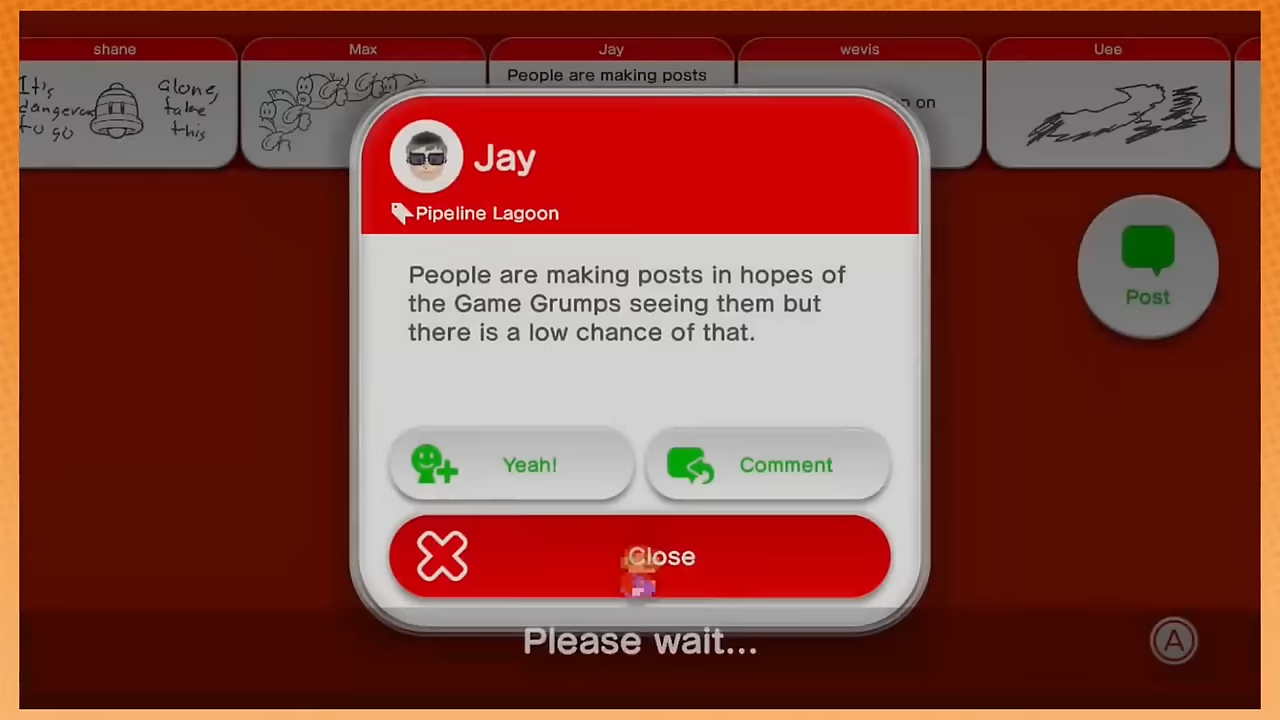 shane
Max
Jay
wevis
Uee
It's
dangerous
to go
alone,
take
this
People are making posts
on
Jay
Pipeline Lagoon
People are making posts in hopes of
the Game Grumps seeing them but
there is a low chance of that.
Yeah!
Comment
Post
Close
Please wait...
A